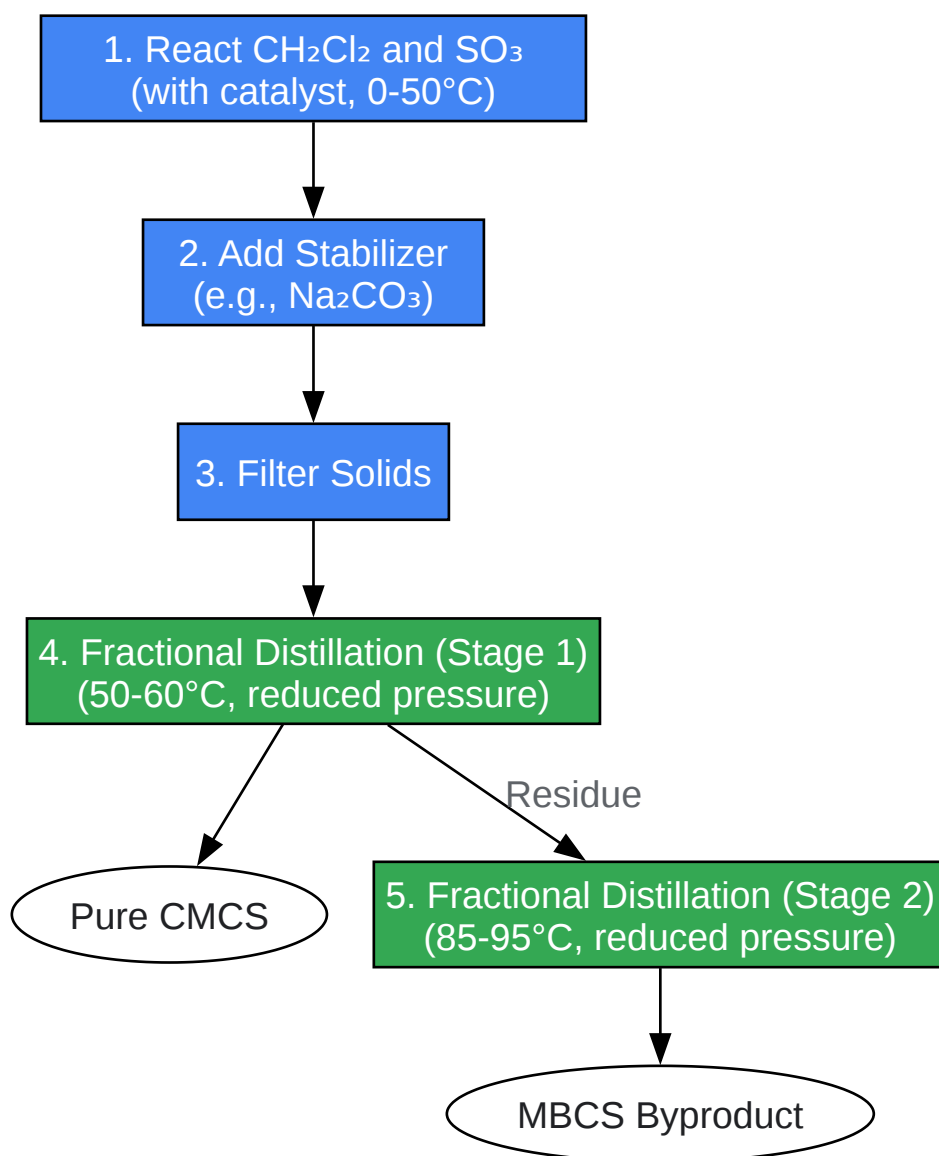 1. React CH₂Cl₂ and SO₃
(with catalyst, 0-50°C)
2. Add Stabilizer
(e.g., Na₂CO₃)
3. Filter Solids
4. Fractional Distillation (Stage 1)
(50-60°C, reduced pressure)
Residue
Pure CMCS
5. Fractional Distillation (Stage 2)
(85-95°C, reduced pressure)
MBCS Byproduct